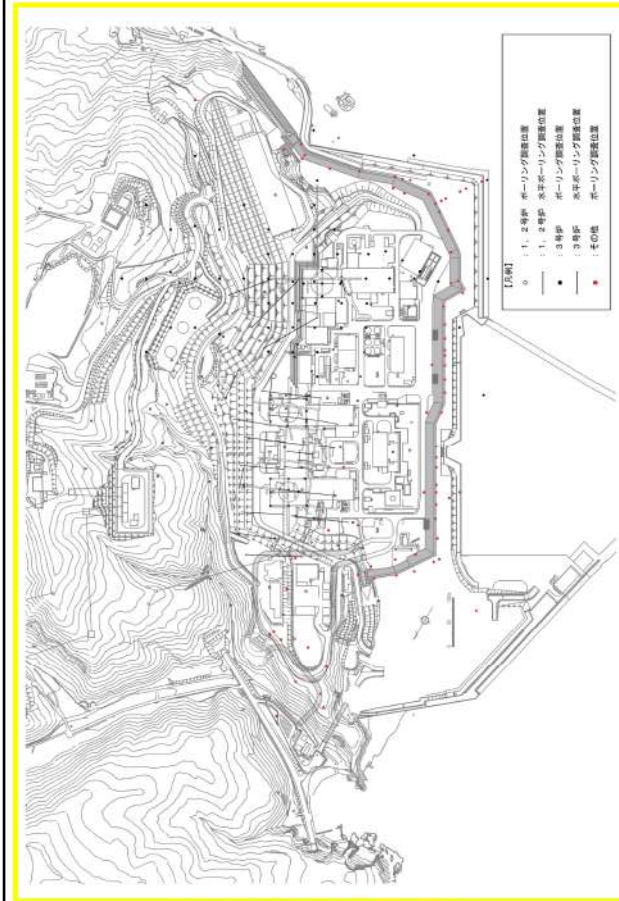 【凡例】
○ ：１、２号炉 ボーリング調査位置
― ：１、２号炉 水平ボーリング調査位置
● ：３号炉 ボーリング調査位置
― ：３号炉 水平ボーリング調査位置
● ：その他 ボーリング調査位置